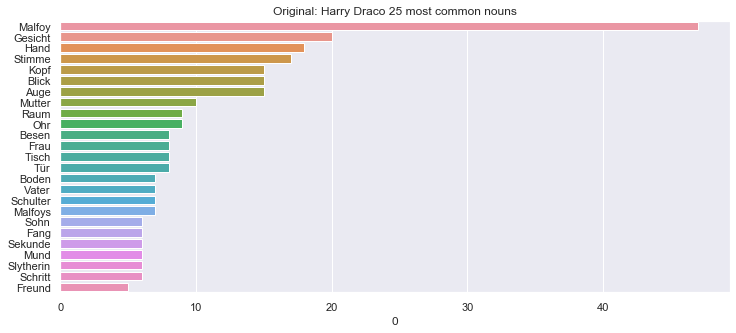 Original: Harry Draco 25 most common nouns
Malfoy
Gesicht
Hand
Stimme
Kopf
Blick
Auge
Mutter
Raum
Ohr
Besen
Frau
Tisch
Tür
Boden
Vater
Schulter
Malfoys
Sohn
Fang
Sekunde
Mund
Slytherin
Schritt
Freund
0 10 20 30 40
0